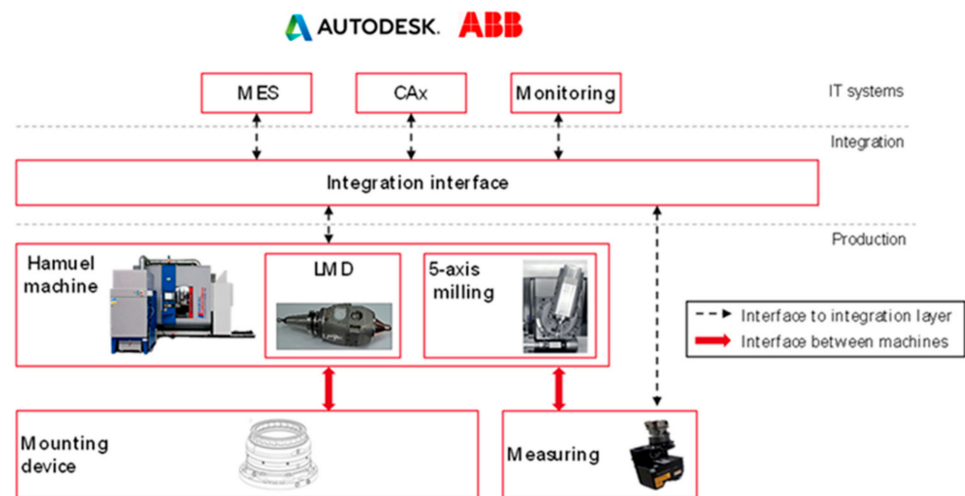 AUTODESK. ABB
MES
CAx
Monitoring
IT systems
Integration
Integration interface
Production
Hamuel
machine
LMD
5-axis
milling
Interface to integration layer
Interface between machines
Mounting
device
Measuring